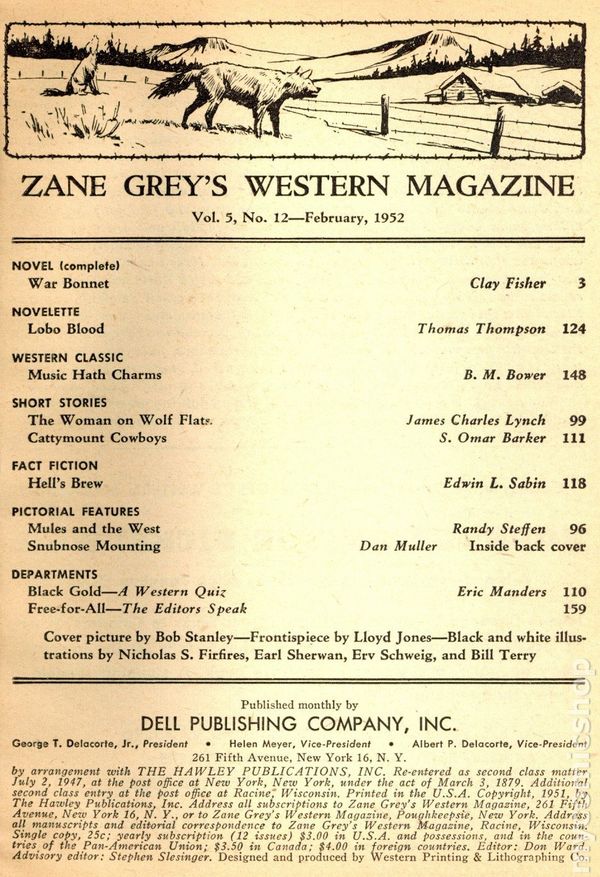 ZANE GREY'S WESTERN MAGAZINE
Vol. 5, No. 12—February, 1952
NOVEL (complete)
War Bonnet Clay Fisher 3
NOVELETTE
Lobo Blood Thomas Thompson 124
WESTERN CLASSIC
Music Hath Charms B. M. Bower 148
SHORT STORIES
The Woman on Wolf Flats James Charles Lynch 99
Cattymount Cowboys S. Omar Barker 111
FACT FICTION
Hell's Brew Edwin L. Sabin 118
PICTORIAL FEATURES
Mules and the West Randy Steffen 96
Snubnose Mounting Dan Muller Inside back cover
DEPARTMENTS
Black Gold—A Western Quiz Eric Manders 110
Free-for-All—The Editors Speak 159
Cover picture by Bob Stanley—Frontispiece by Lloyd Jones—Black and white illus-
trations by Nicholas S. Firfires, Earl Sherwan, Erv Schweig, and Bill Terry
Published monthly by
DELL PUBLISHING COMPANY, INC.
George T. Delacorte, Jr., President • Helen Meyer, Vice-President • Albert P. Delacorte, Vice-President
261 Fifth Avenue, New York 16, N. Y.
by arrangement with THE HAWLEY PUBLICATIONS, INC. Re-entered as second class matter
July 2, 1947, at the post office at New York, New York, under the act of March 3, 1879. Additional
second class entry at the post office at Racine, Wisconsin. Printed in the U.S.A. Copyright, 1951, by
The Hawley Publications, Inc. Address all subscriptions to Zane Grey's Western Magazine, 261 Fifth
Avenue, New York 16, N. Y., or to Zane Grey's Western Magazine, Poughkeepsie, New York. Address
all manuscripts and editorial correspondence to Zane Grey's Western Magazine, Racine, Wisconsin.
Single copy, 25c; yearly subscription (12 issues) $3.00 in U.S.A. and possessions, and in the coun-
tries of the Pan-American Union; $3.50 in Canada; $4.00 in foreign countries. Editor: Don Ward.
Advisory editor: Stephen Slesinger. Designed and produced by Western Printing & Lithographing Co.
mycomicshop